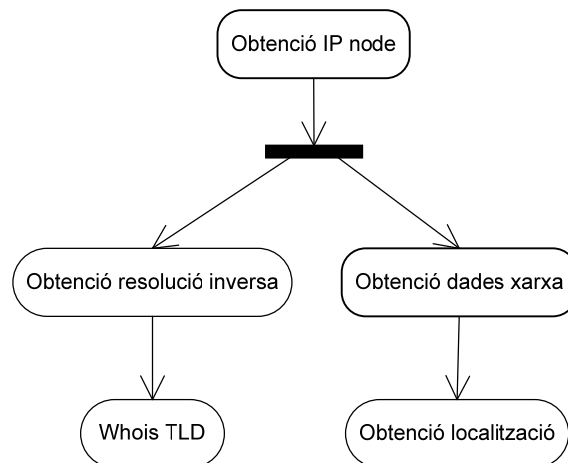 Obtenció IP node
Obtenció resolució inversa
Obtenció dades xarxa
Whois TLD
Obtenció localització